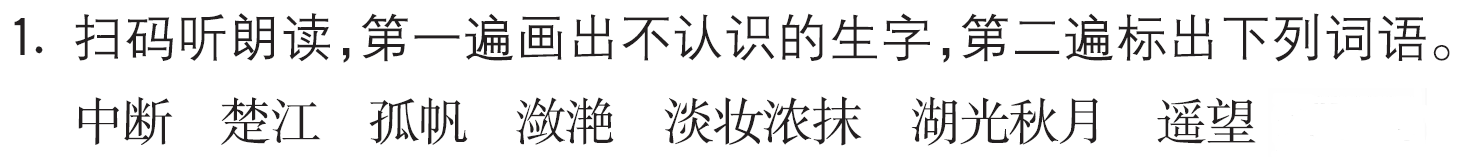 1. 扫码听朗读,第一遍画出不认识的生字,第二遍标出下列词语。
中断 楚江 孤帆 潋滟 淡妆浓抹 湖光秋月 遥望